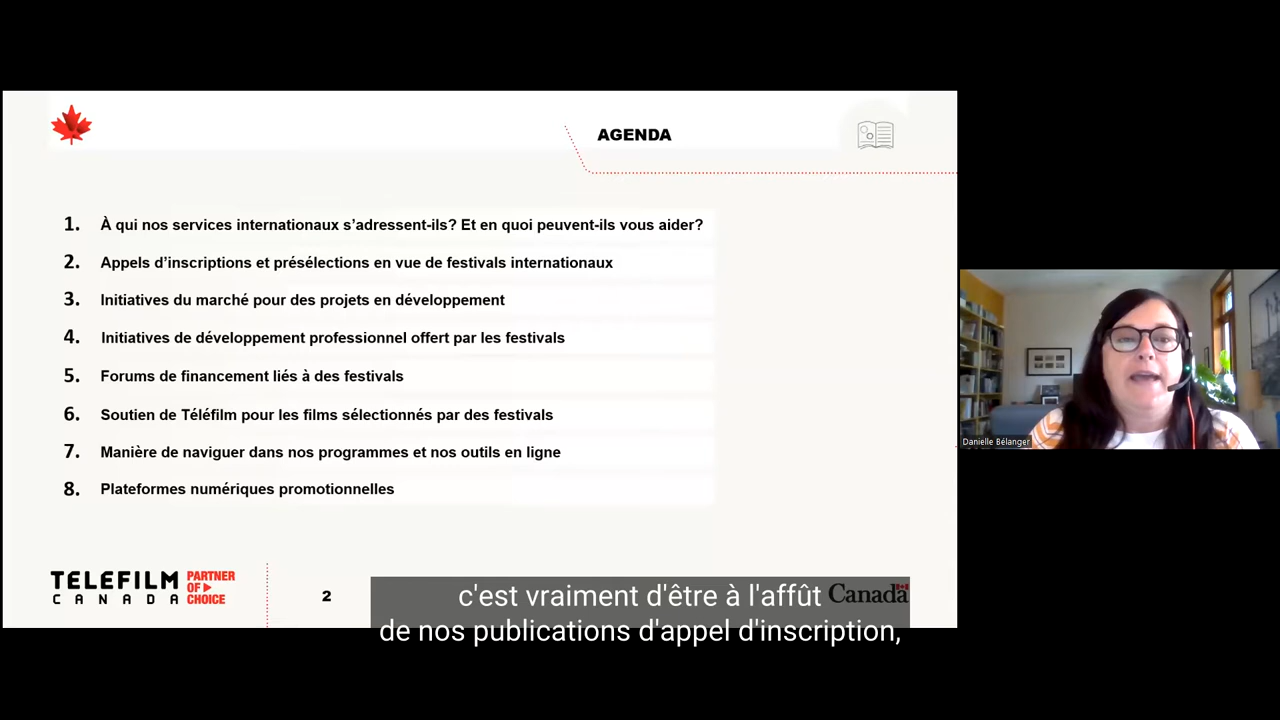 AGENDA
1. À qui nos services internationaux s’adressent-ils? Et en quoi peuvent-ils vous aider?
2. Appels d’inscriptions et présélections en vue de festivals internationaux
3. Initiatives du marché pour des projets en développement
4. Initiatives de développement professionnel offert par les festivals
5. Forums de financement liés à des festivals
6. Soutien de Téléfilm pour les films sélectionnés par des festivals
7. Manière de naviguer dans nos programmes et nos outils en ligne
8. Plateformes numériques promotionnelles
Danielle Bélanger
TELEFILM
CANADA
PARTNER
OF
CHOICE
2
Canada
c'est vraiment d'être à l'affût
de nos publications d'appel d'inscription,